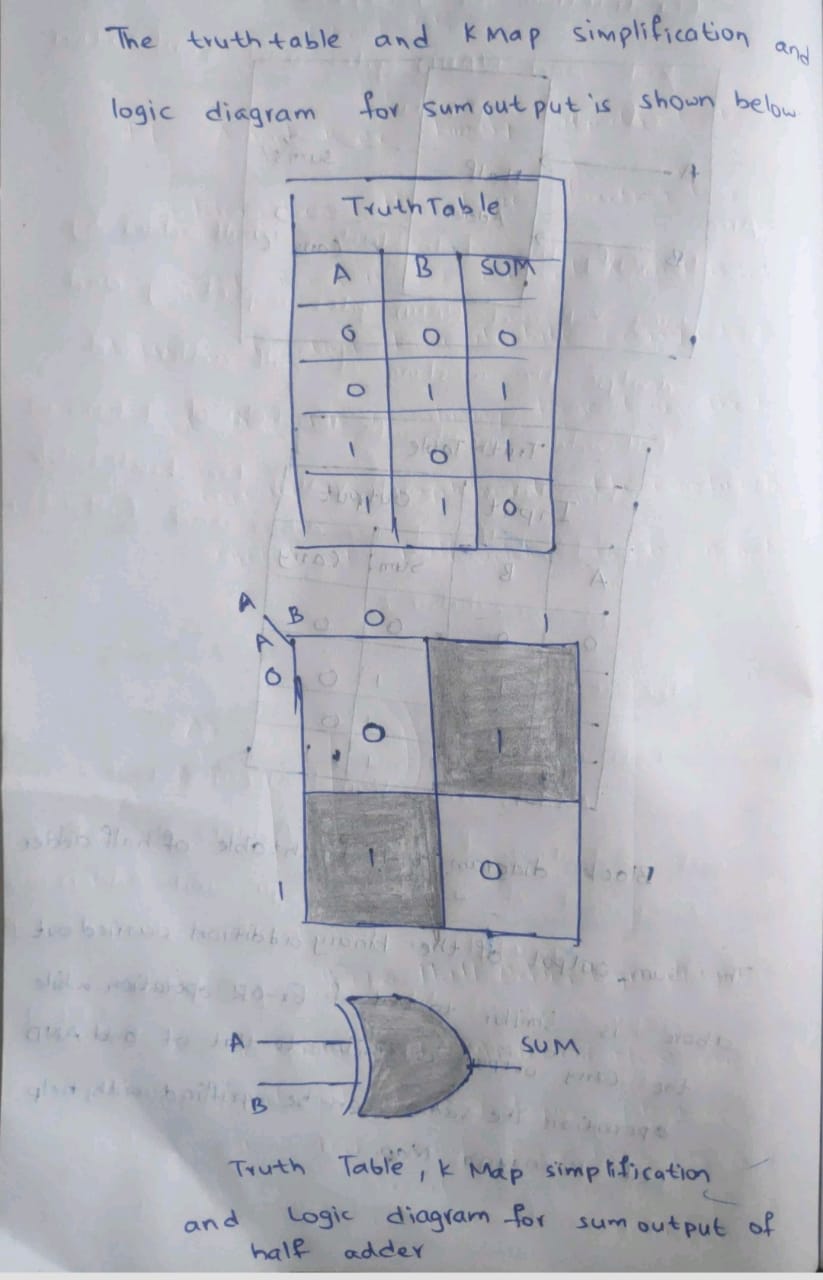 The truth table and K Map simplification and
logic diagram for sum out put is shown below
Truth Table
A B SUM
0 0 0
0 1 1
1 0 1
1 1 0
A B 0 1
A
0
0 1
1 0
1
A SUM
B
Truth Table, K Map simplification
and Logic diagram for sum output of
half adder